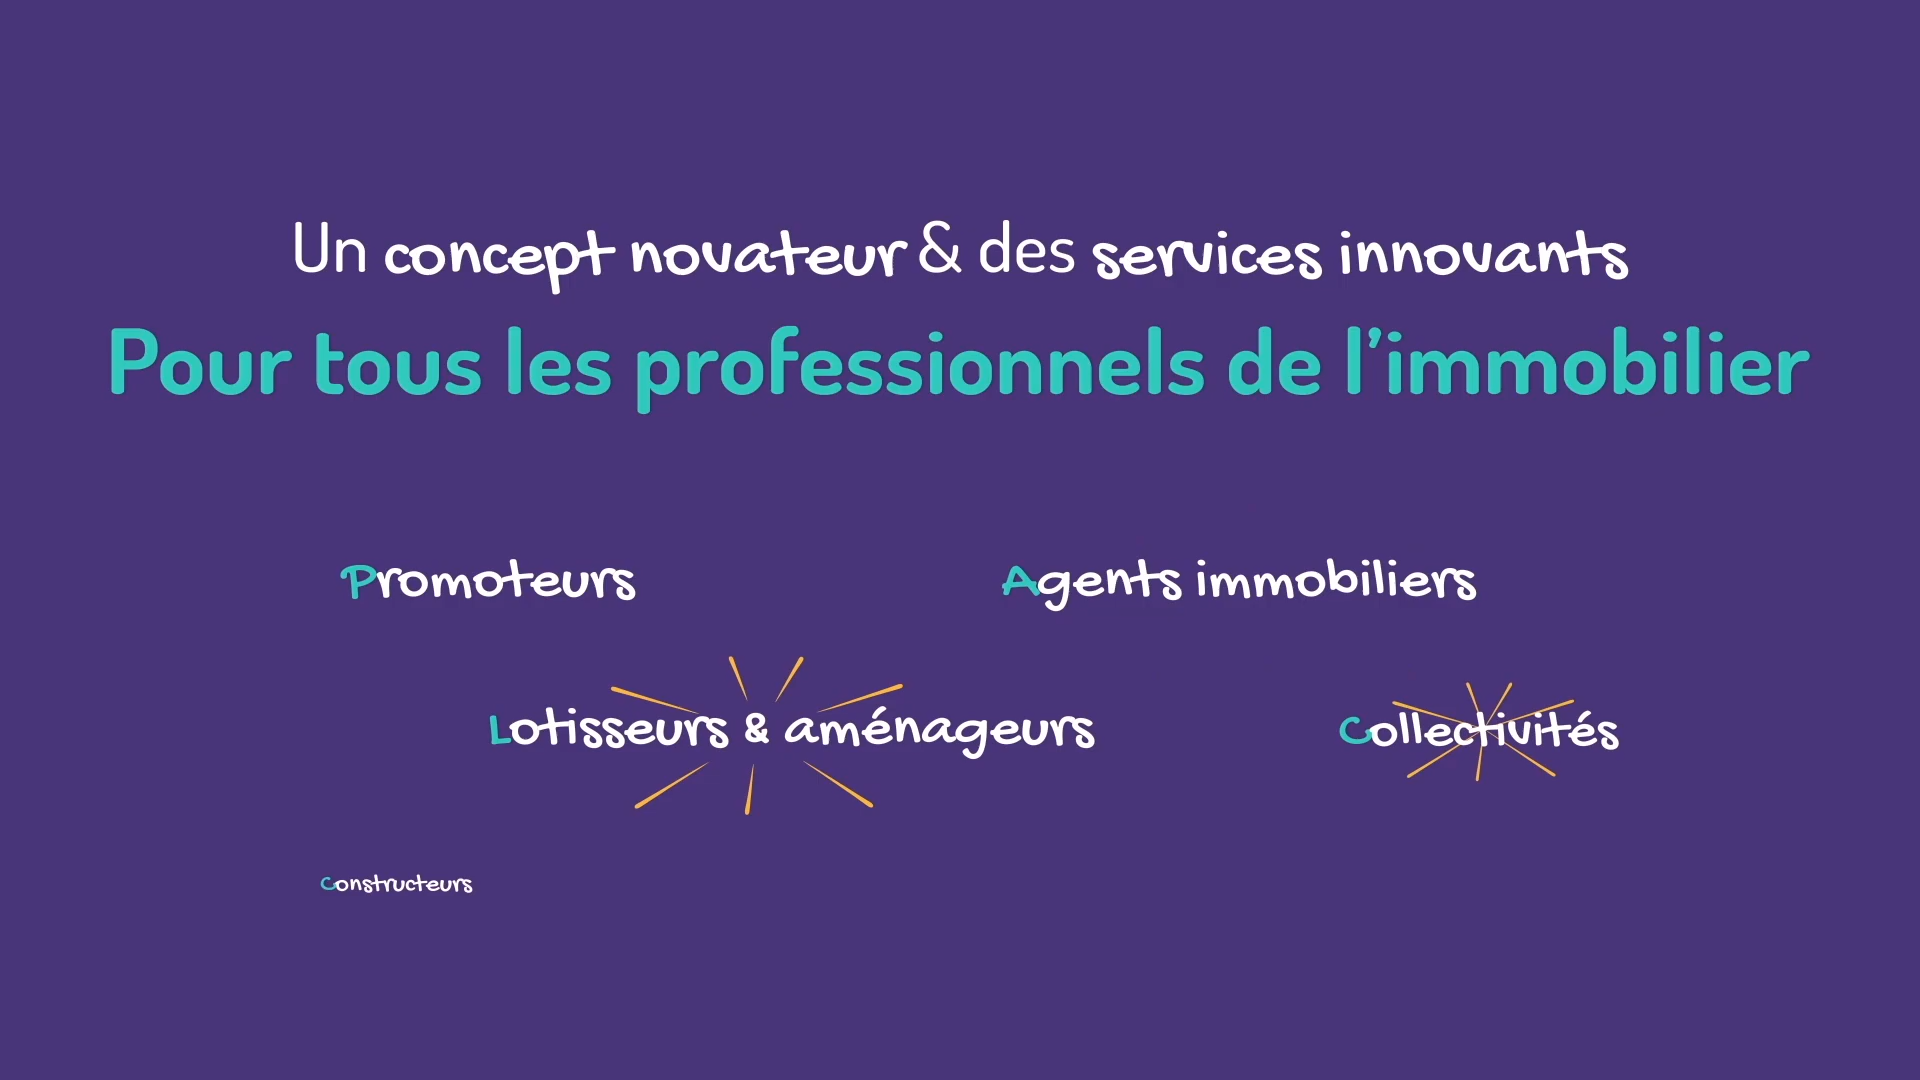 Un concept novateur & des services innovants
Pour tous les professionnels de l’immobilier
Promoteurs
Agents immobiliers
Lotisseurs & aménageurs
Collectivités
Constructeurs